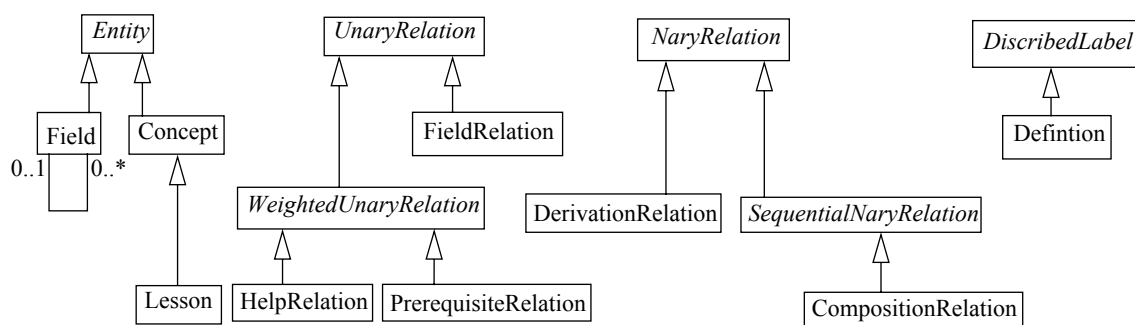 Entity
UnaryRelation
NaryRelation
DiscribedLabel
Field
Concept
FieldRelation
Defintion
0..1
0..*
WeightedUnaryRelation
DerivationRelation
SequentialNaryRelation
Lesson
HelpRelation
PrerequisiteRelation
CompositionRelation